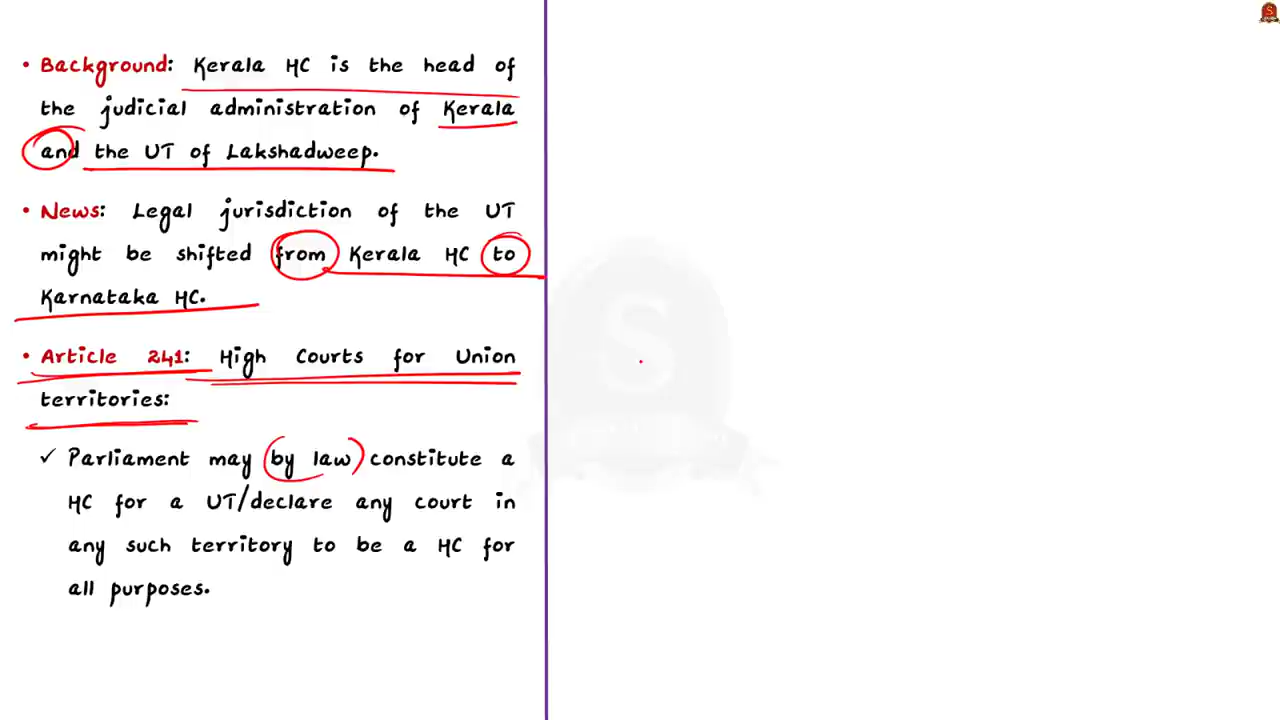 • Background: Kerala HC is the head of
the judicial administration of Kerala
and the UT of Lakshadweep.
• News: Legal jurisdiction of the UT
might be shifted from Kerala HC to
Karnataka HC.
• Article 241: High Courts for Union
territories:
✓ Parliament may by law constitute a
HC for a UT/declare any court in
any such territory to be a HC for
all purposes.
S